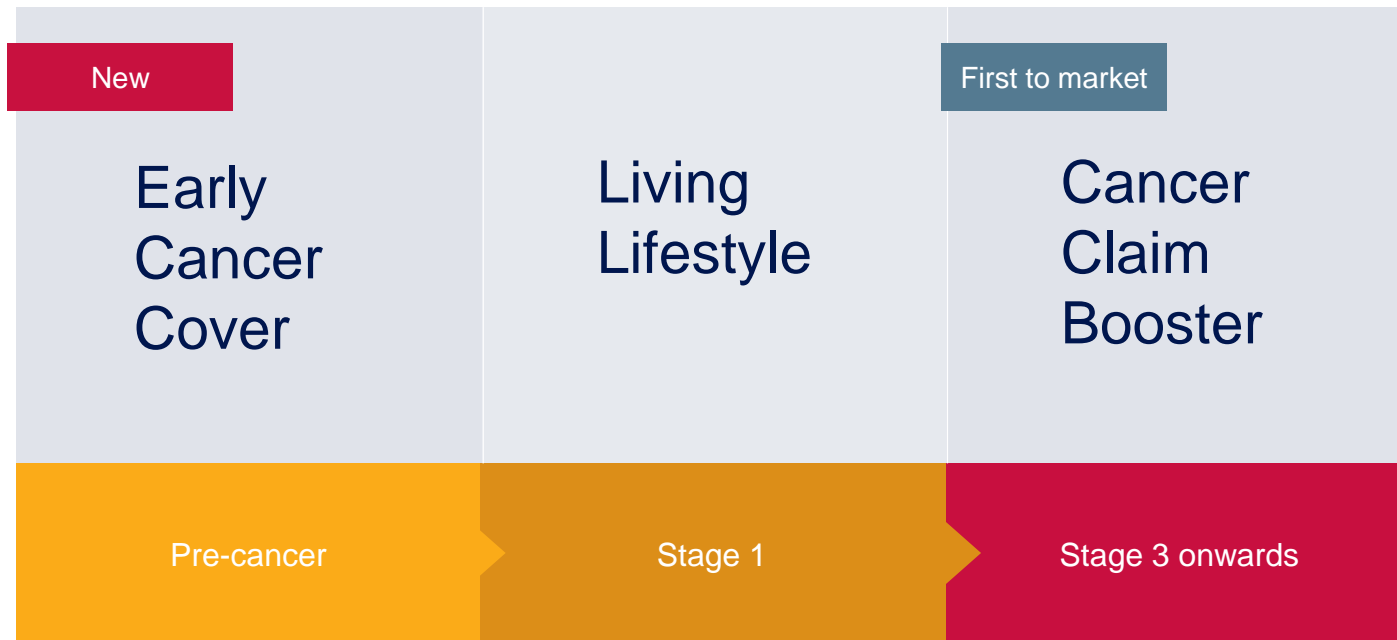 New
Early
Cancer
Cover
Living
Lifestyle
First to market
Cancer
Claim
Booster
Pre-cancer
Stage 1
Stage 3 onwards